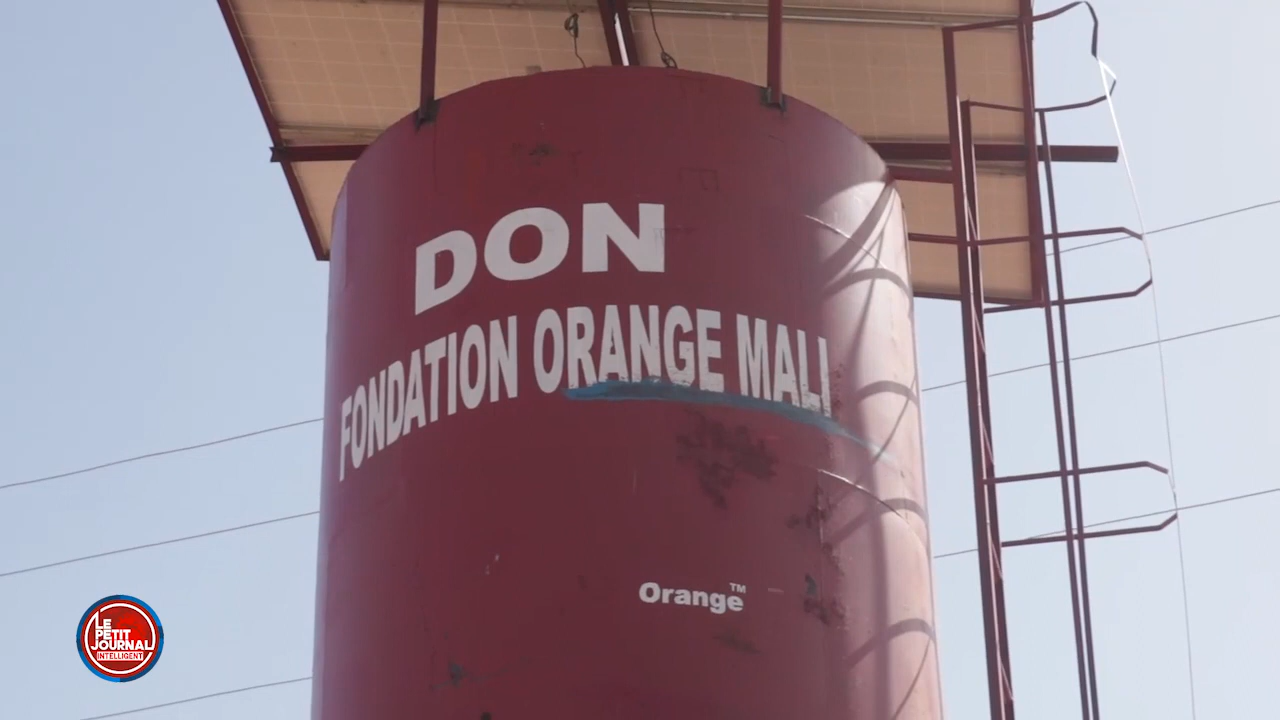 DON
FONDATION ORANGE MALI
Orange™
LE
PETIT
JOURNAL
INTELLIGENT